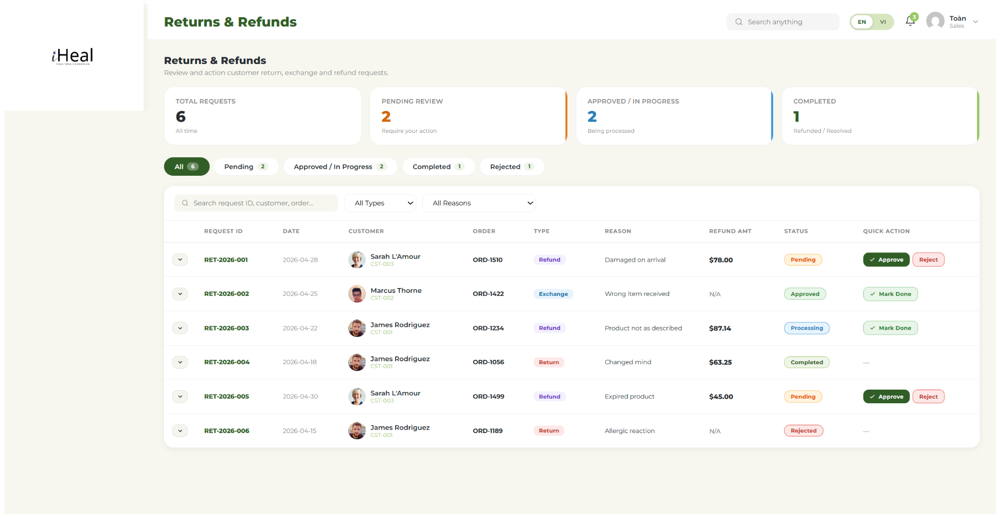 iHeal
YOUR TRUE COMPANION
Returns & Refunds
Search anything
EN VI
3
Toàn
Sales
Returns & Refunds
Review and action customer return, exchange and refund requests.
TOTAL REQUESTS
6
All time
PENDING REVIEW
2
Require your action
APPROVED / IN PROGRESS
2
Being processed
COMPLETED
1
Refunded / Resolved
All 6 Pending 2 Approved / In Progress 2 Completed 1 Rejected 1
Search request ID, customer, order... All Types All Reasons
REQUEST ID DATE CUSTOMER ORDER TYPE REASON REFUND AMT STATUS QUICK ACTION
RET-2026-001 2026-04-28 Sarah L'Amour ORD-1510 Refund Damaged on arrival $78.00 Pending Approve Reject
CST-003
RET-2026-002 2026-04-25 Marcus Thorne ORD-1422 Exchange Wrong item received N/A Approved Mark Done
CST-002
RET-2026-003 2026-04-22 James Rodriguez ORD-1234 Refund Product not as described $87.14 Processing Mark Done
CST-001
RET-2026-004 2026-04-18 James Rodriguez ORD-1056 Return Changed mind $63.25 Completed —
CST-001
RET-2026-005 2026-04-30 Sarah L'Amour ORD-1499 Refund Expired product $45.00 Pending Approve Reject
CST-003
RET-2026-006 2026-04-15 James Rodriguez ORD-1189 Return Allergic reaction N/A Rejected —
CST-001